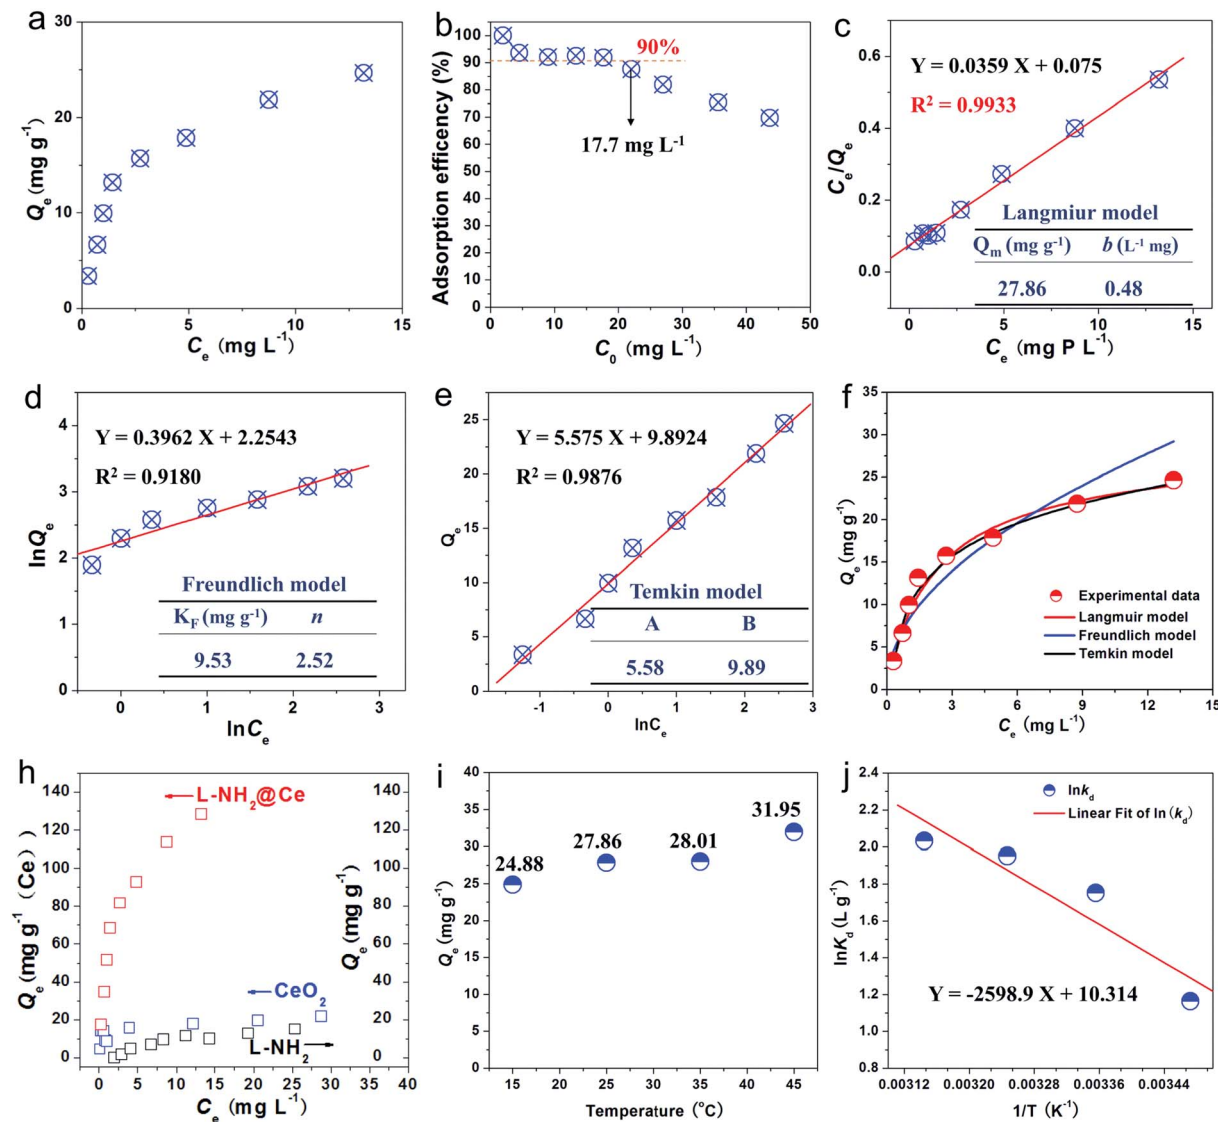 a
30
20
10
0
Qe (mg g-1)
0 5 10 15
Ce (mg L-1)
b
100
90
80
70
60
50
40
30
20
10
0
Adsorption efficency (%)
90%
17.7 mg L-1
0 10 20 30 40 50
C0 (mg L-1)
c
0.6
0.4
0.2
0.0
Ce/Qe
Y = 0.0359 X + 0.075
R2 = 0.9933
Langmiur model
Qm (mg g-1) b (L-1 mg)
27.86 0.48
0 5 10 15
Ce (mg P L-1)
d
4
3
2
1
0
lnQe
Y = 0.3962 X + 2.2543
R2 = 0.9180
Freundlich model
KF (mg g-1) n
9.53 2.52
0 1 2 3
lnCe
e
25
20
15
10
5
0
Qe
Y = 5.575 X + 9.8924
R2 = 0.9876
Temkin model
A B
5.58 9.89
-1 0 1 2 3
lnCe
f
35
30
25
20
15
10
5
0
Qe (mg g-1)
Experimental data
Langmuir model
Freundlich model
Temkin model
0 3 6 9 12 15
Ce (mg L-1)
h
140
120
100
80
60
40
20
0
Qe (mg g-1 (Ce))
L-NH2@Ce
CeO2
L-NH2
140
120
100
80
60
40
20
0
Qe (mg g-1)
0 5 10 15 20 25 30 35 40
Ce (mg L-1)
i
40
35
30
25
20
15
10
5
0
Qe (mg g-1)
24.88
27.86
28.01
31.95
15 20 25 30 35 40 45
Temperature (oC)
j
2.4
2.2
2.0
1.8
1.6
1.4
1.2
1.0
0.8
lnKd (L g-1)
lnkd
Linear Fit of ln (kd)
Y = -2598.9 X + 10.314
0.00312 0.00320 0.00328 0.00336 0.00344
1/T (K-1)